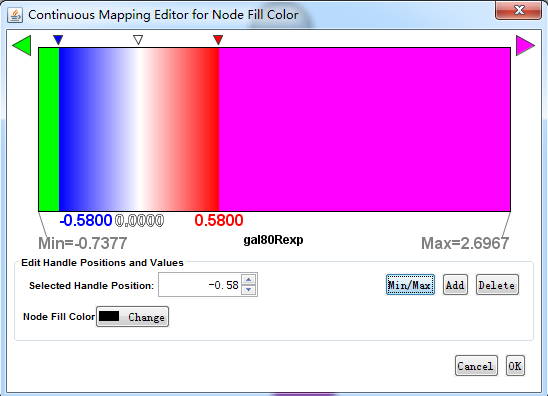 Continuous Mapping Editor for Node Fill Color
-0.5800 0.0000 0.5800
Min=-0.7377 gal80Rexp Max=2.6967
Edit Handle Positions and Values
Selected Handle Position: -0.58 Min/Max Add Delete
Node Fill Color Change
Cancel OK